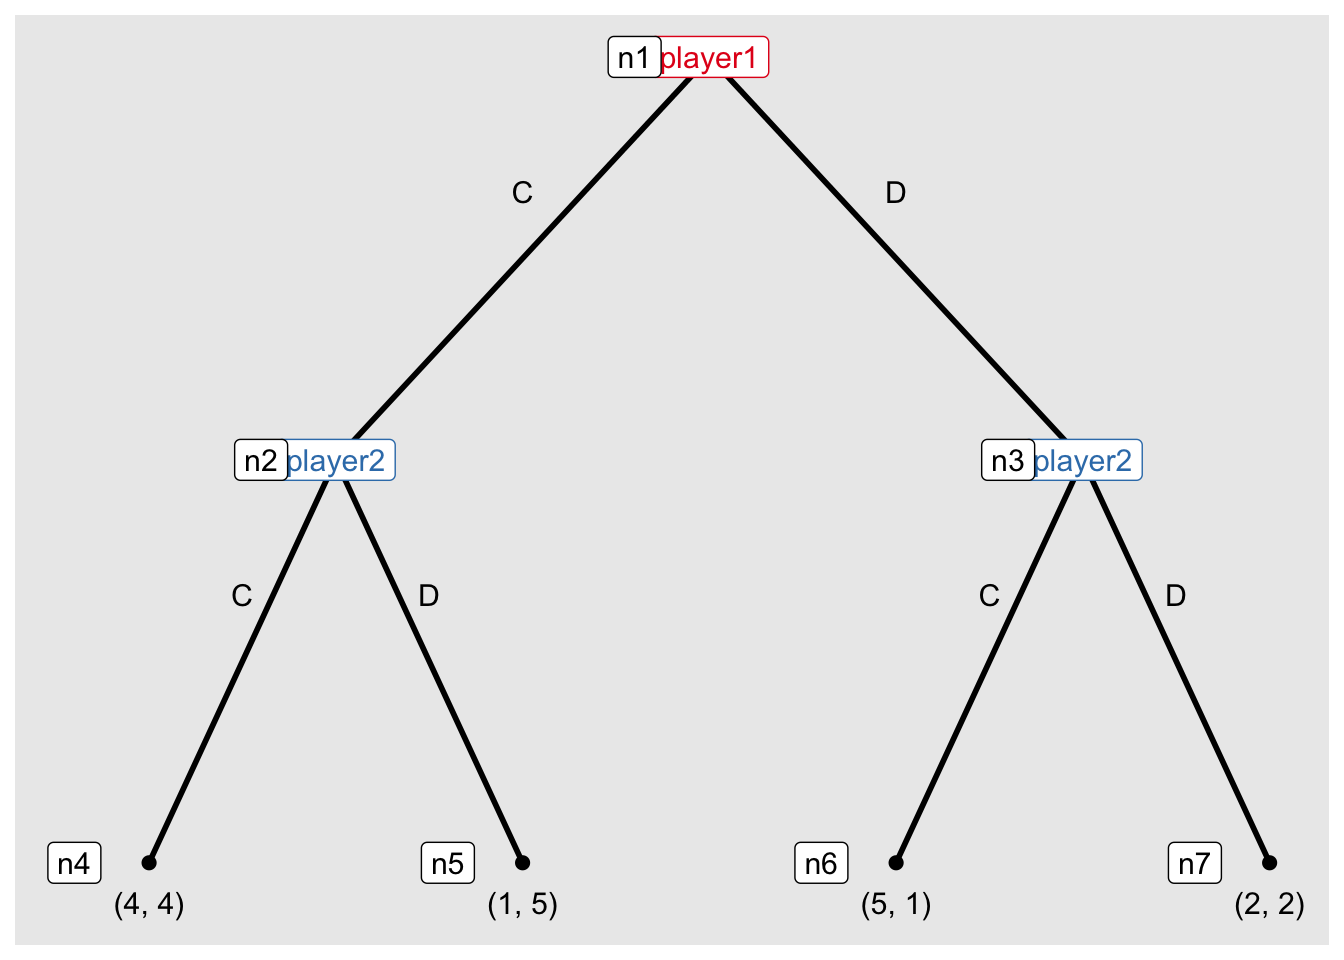 n1 player1
C D
n2 player2 n3 player2
C D C D
n4 n5 n6 n7
(4, 4) (1, 5) (5, 1) (2, 2)